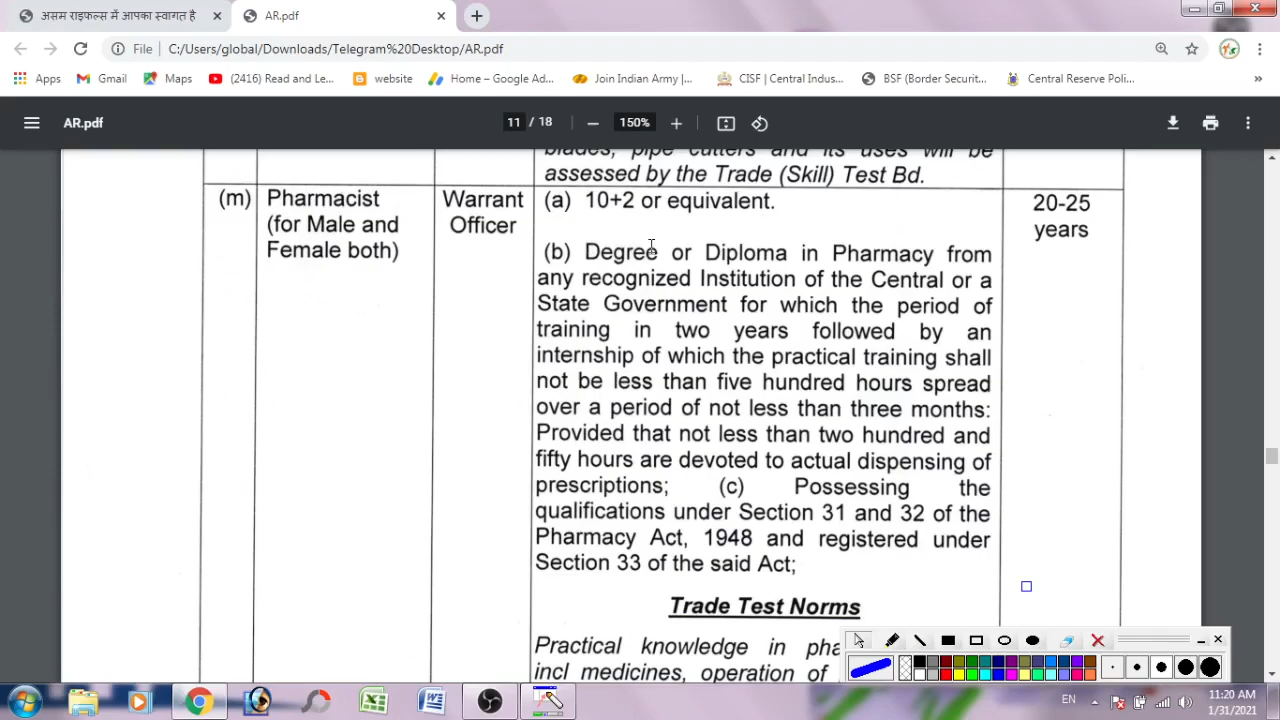 असम राइफल्स में आपका स्वागत है
AR.pdf
File
C:/Users/global/Downloads/Telegram%20Desktop/AR.pdf
Apps
Gmail
Maps
(2416) Read and Le...
website
Home – Google Ad...
Join Indian Army |...
CISF | Central Indus...
BSF (Border Securit...
Central Reserve Poli...
»
AR.pdf
11 / 18
150%
blades, pipe cutters and its uses will be
assessed by the Trade (Skill) Test Bd.
(m)
Pharmacist
(for Male and
Female both)
Warrant
Officer
(a) 10+2 or equivalent.
(b) Degree or Diploma in Pharmacy from
any recognized Institution of the Central or a
State Government for which the period of
training in two years followed by an
internship of which the practical training shall
not be less than five hundred hours spread
over a period of not less than three months:
Provided that not less than two hundred and
fifty hours are devoted to actual dispensing of
prescriptions; (c) Possessing the
qualifications under Section 31 and 32 of the
Pharmacy Act, 1948 and registered under
Section 33 of the said Act;
Trade Test Norms
Practical knowledge in pha
incl medicines, operation of
20-25
years
EN
11:20 AM
1/31/2021